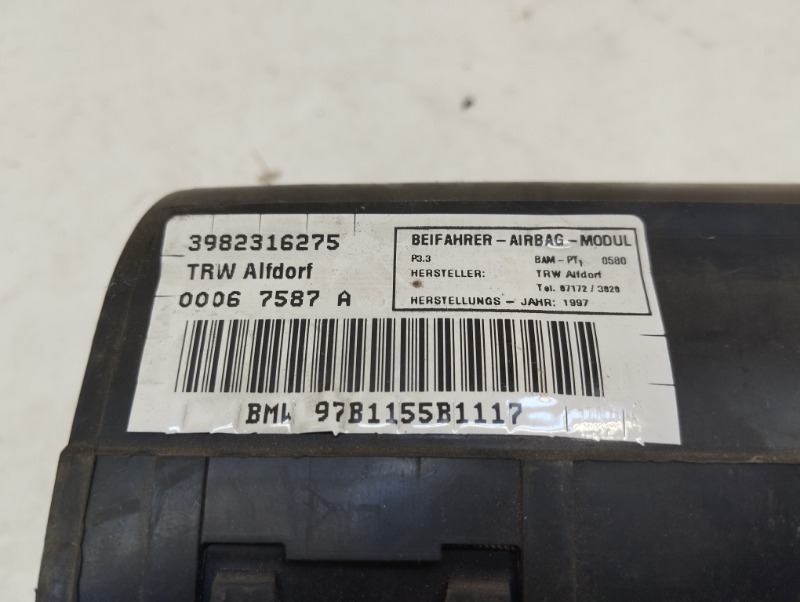 3982316275
TRW Alfdorf
0006 7587 A
BEIFAHRER - AIRBAG - MODUL
P3.3 BAM - PT1 0580
HERSTELLER: TRW Alfdorf
Tel. 07172 / 3020
HERSTELLUNGS - JAHR: 1997
BMW 97B1155B1117